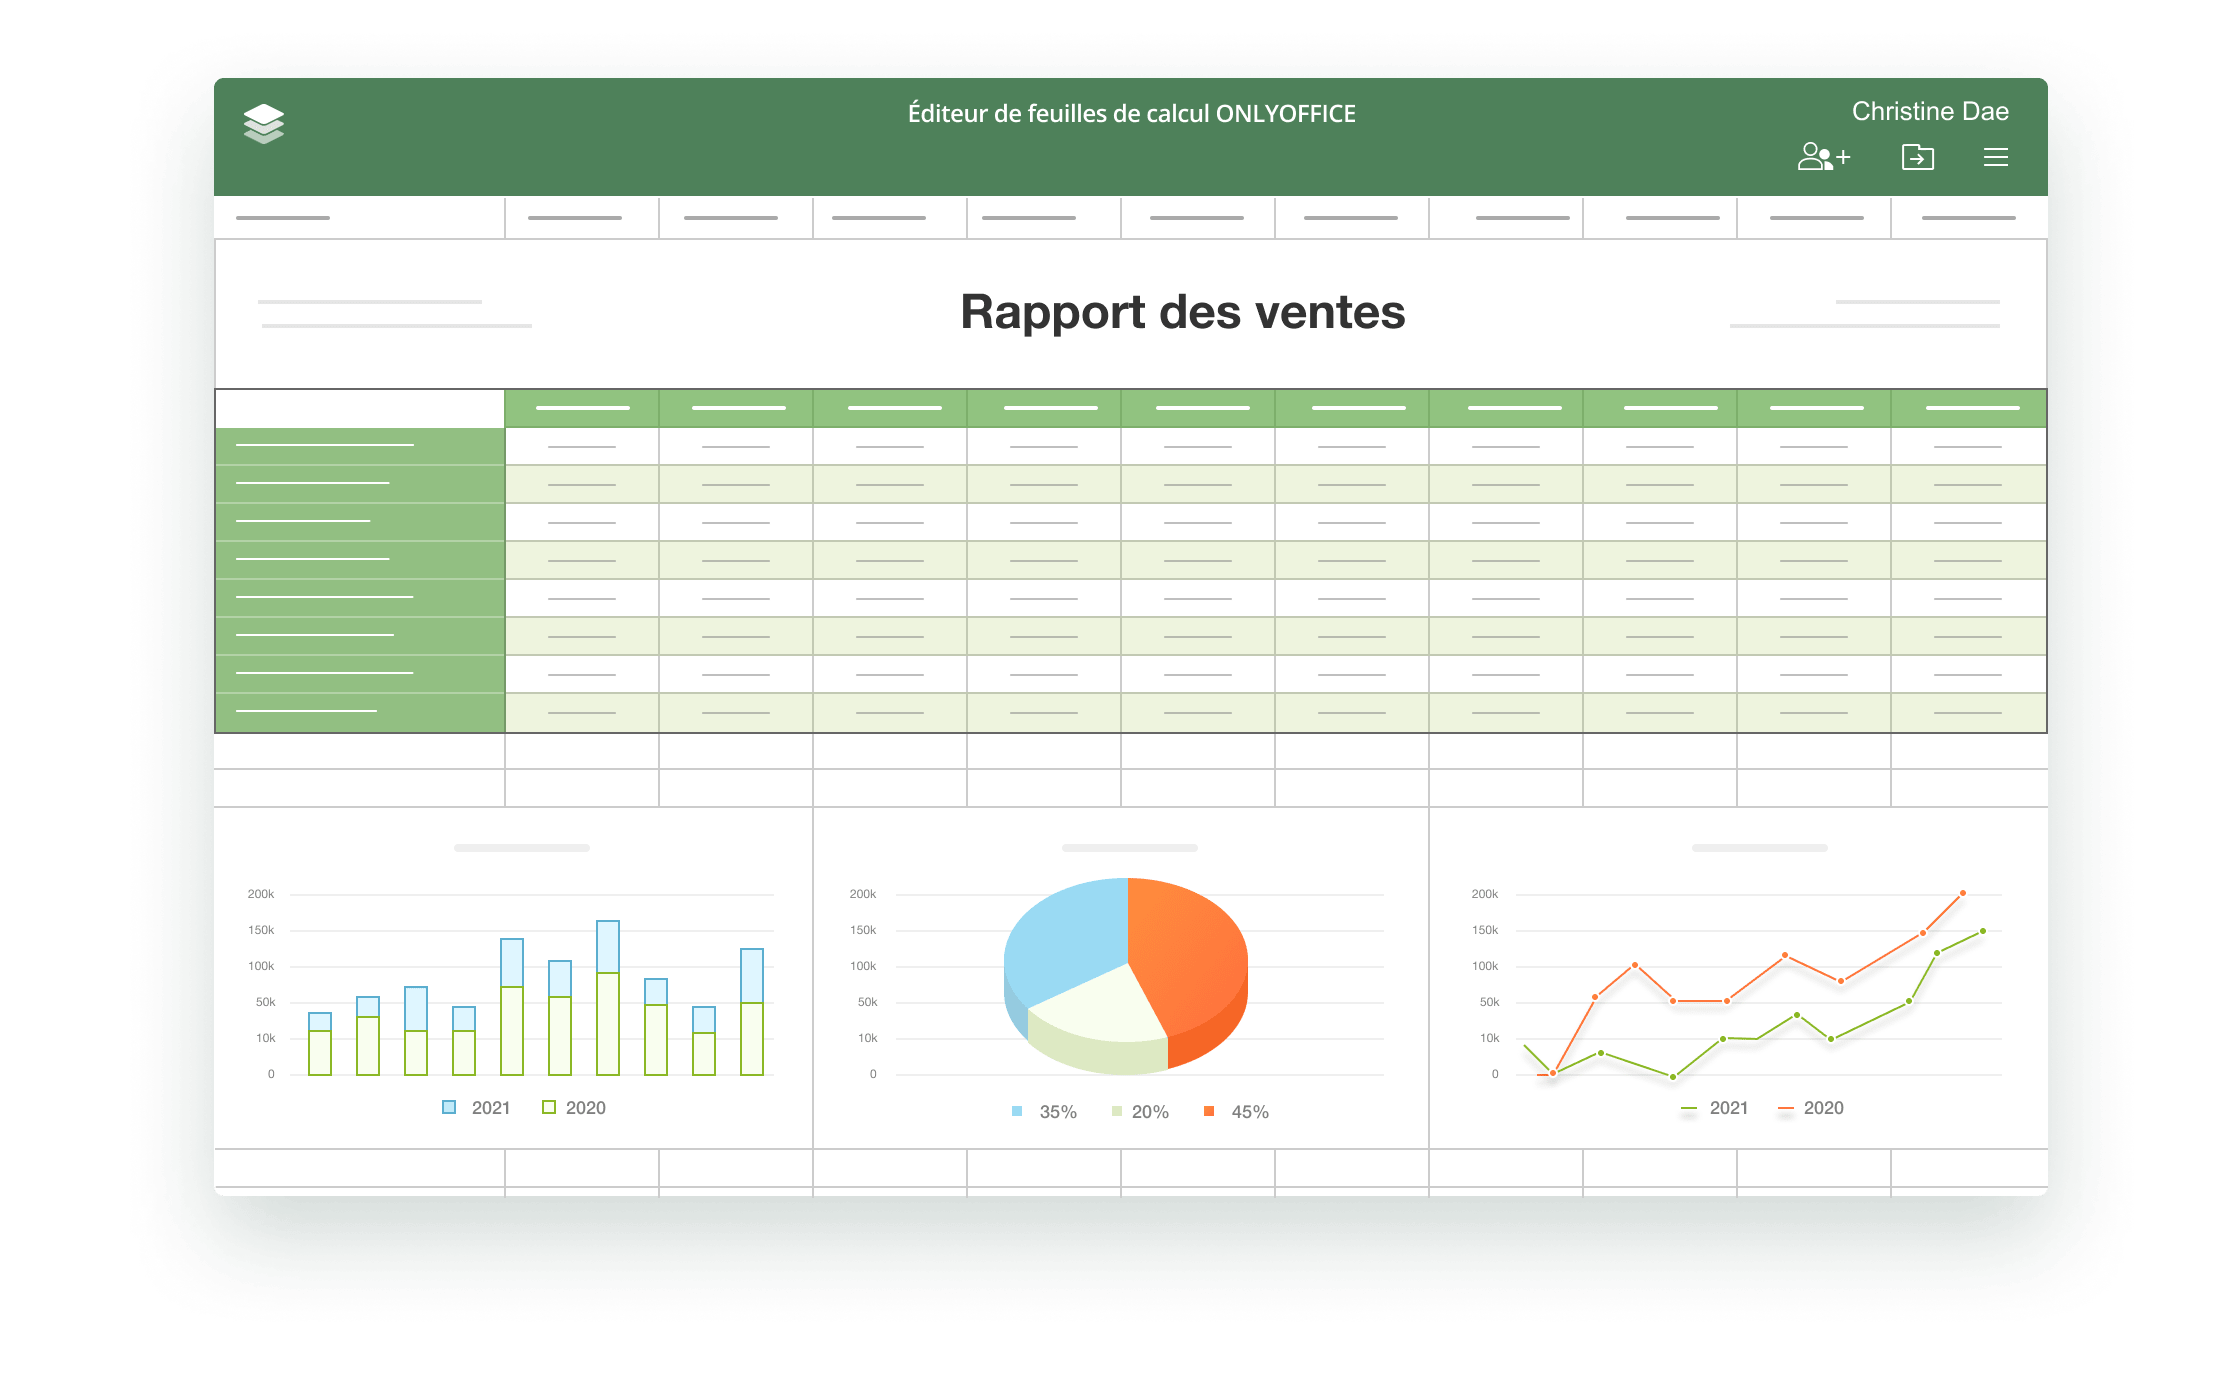 Éditeur de feuilles de calcul ONLYOFFICE
Christine Dae
Rapport des ventes
200k
150k
100k
50k
10k
0
2021 2020
200k
150k
100k
50k
10k
0
35% 20% 45%
200k
150k
100k
50k
10k
0
2021 2020